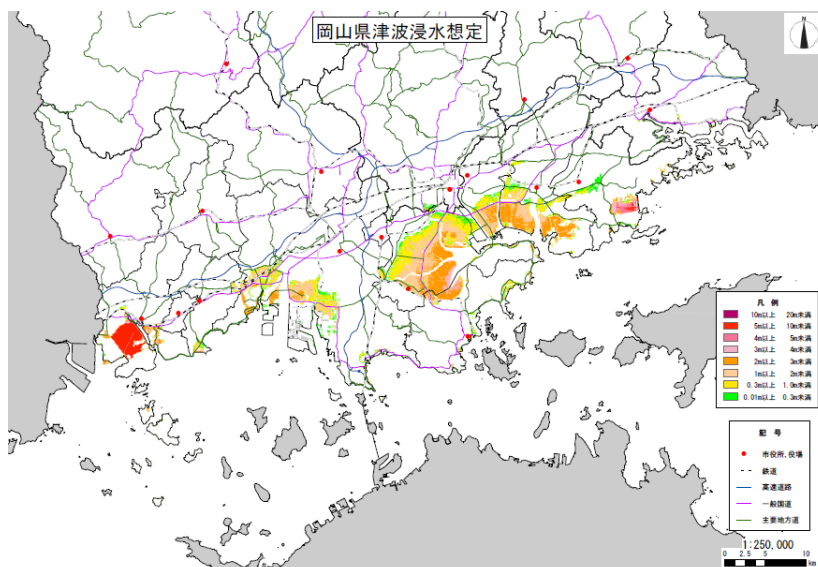 岡山県津波浸水想定
N
凡 例
10m以上 20m未満
5m以上 10m未満
4m以上 5m未満
3m以上 4m未満
2m以上 3m未満
1m以上 2m未満
0.3m以上 1.0m未満
0.01m以上 0.3m未満
記 号
市役所、役場
鉄道
高速道路
一般国道
主要地方道
1:250,000
0 2.5 5 10
km